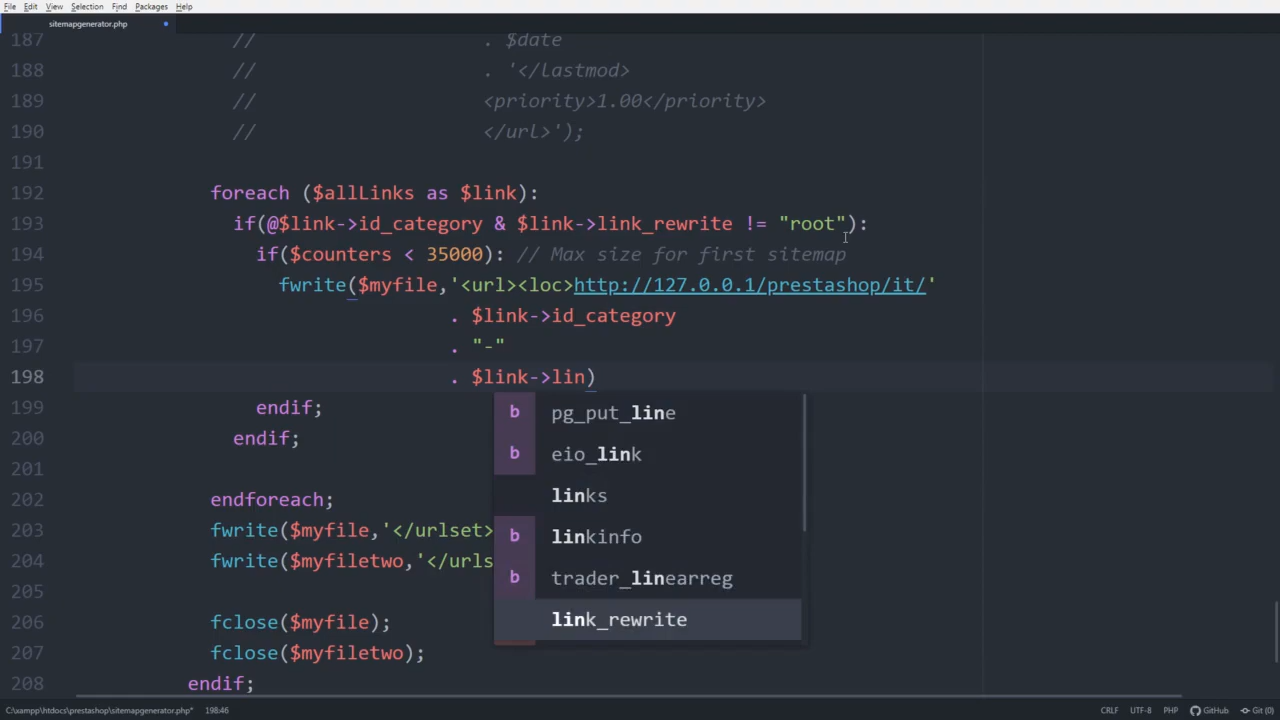 File Edit View Selection Find Packages Help
sitemapgenerator.php
187 // . $date
188 // . '</lastmod>
189 // <priority>1.00</priority>
190 // </url>');
191
192 foreach ($allLinks as $link):
193 if(@$link->id_category & $link->link_rewrite != "root"):
194 if($counters < 35000): // Max size for first sitemap
195 fwrite($myfile,'<url><loc>http://127.0.0.1/prestashop/it/'
196 . $link->id_category
197 . "-"
198 . $link->lin)
199 endif;
b pg_put_line
200 endif;
b eio_link
201
links
202 endforeach;
203 fwrite($myfile,'</urlset>
b linkinfo
204 fwrite($myfiletwo,'</urls
b trader_linearreg
205
206 fclose($myfile);
link_rewrite
207 fclose($myfiletwo);
208 endif;
C:\xampp\htdocs\prestashop\sitemapgenerator.php* 198:46 CRLF UTF-8 PHP GitHub Git (0)